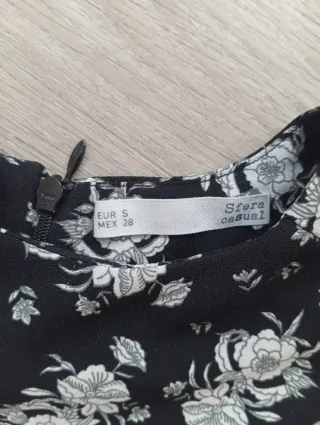 EUR S
MEX 28
Sfera
casual